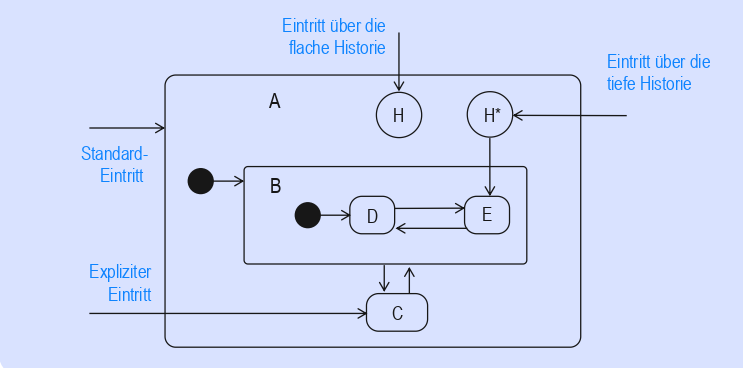 Eintritt über die
flache Historie
Eintritt über die
tiefe Historie
A
H
H*
Standard-
Eintritt
B
D
E
Expliziter
Eintritt
C